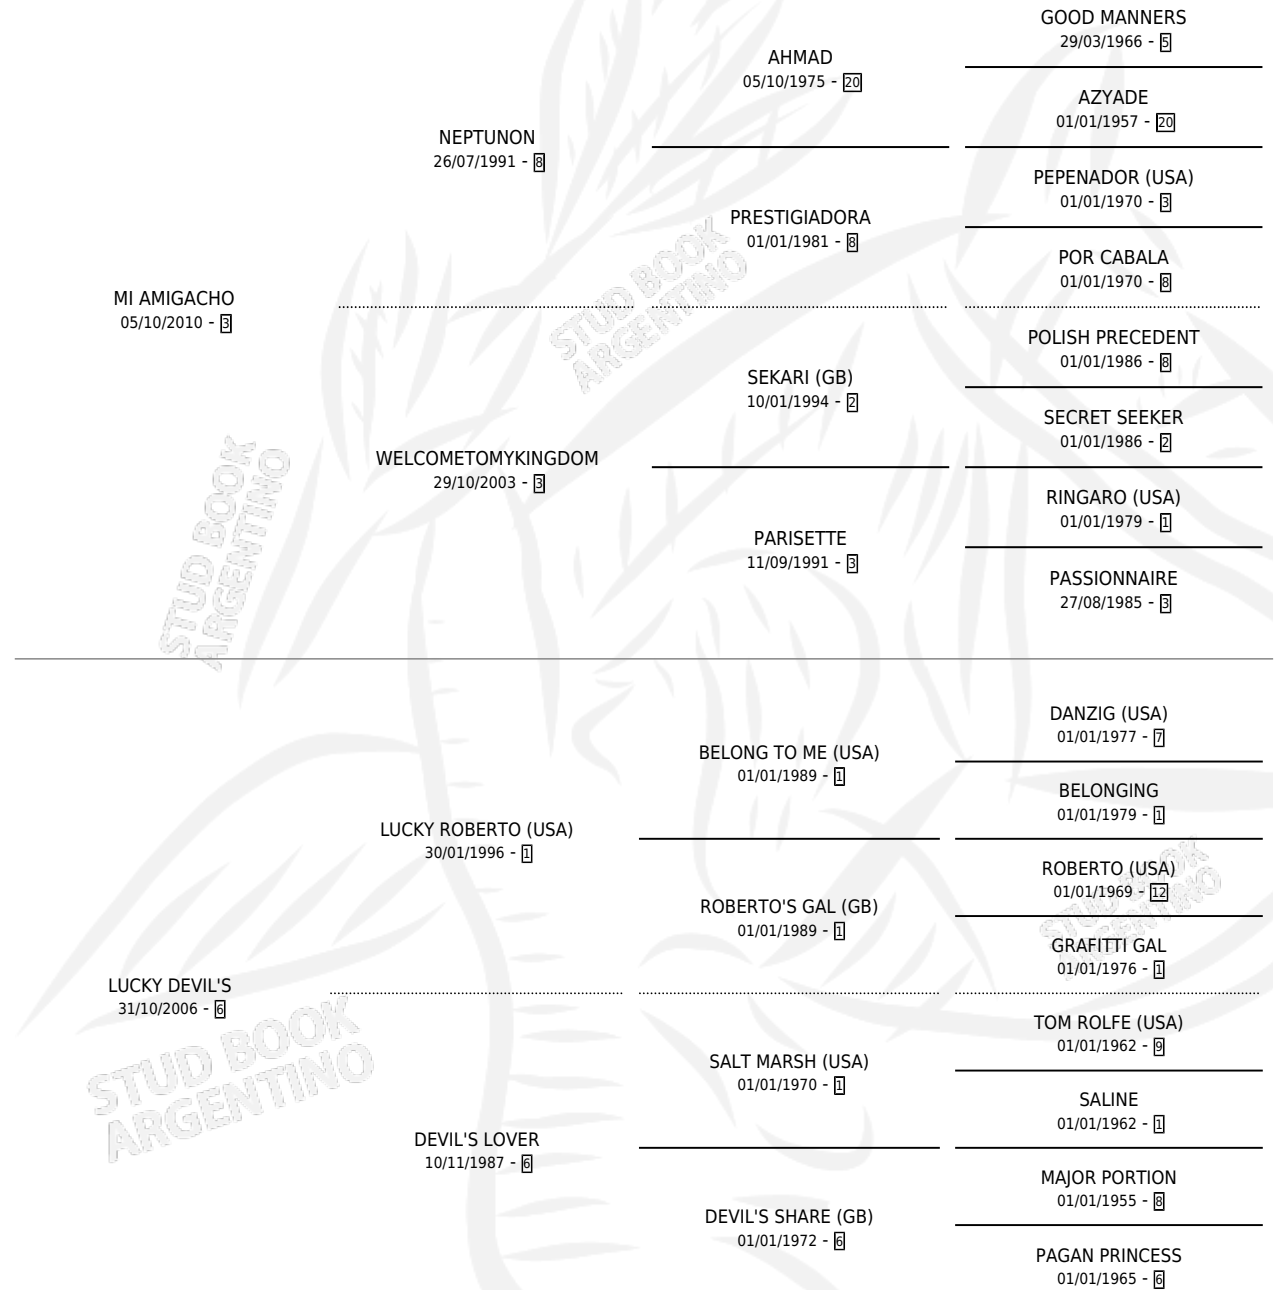 GOOD MANNERS
29/03/1966 - 5
AHMAD
05/10/1975 - 20
AZYADE
01/01/1957 - 20
NEPTUNON
26/07/1991 - 8
PEPENADOR (USA)
01/01/1970 - 3
PRESTIGIADORA
01/01/1981 - 8
POR CABALA
01/01/1970 - 8
MI AMIGACHO
05/10/2010 - 3
POLISH PRECEDENT
01/01/1986 - 8
SEKARI (GB)
10/01/1994 - 2
SECRET SEEKER
01/01/1986 - 2
WELCOMETOMYKINGDOM
29/10/2003 - 3
RINGARO (USA)
01/01/1979 - 1
PARISETTE
11/09/1991 - 3
PASSIONNAIRE
27/08/1985 - 3
STUD BOOK
ARGENTINO
STUD BOOK
ARGENTINO
DANZIG (USA)
01/01/1977 - 7
BELONG TO ME (USA)
01/01/1989 - 1
BELONGING
01/01/1979 - 1
LUCKY ROBERTO (USA)
30/01/1996 - 1
ROBERTO (USA)
01/01/1969 - 12
ROBERTO'S GAL (GB)
01/01/1989 - 1
GRAFITTI GAL
01/01/1976 - 1
LUCKY DEVIL'S
31/10/2006 - 6
TOM ROLFE (USA)
01/01/1962 - 9
SALT MARSH (USA)
01/01/1970 - 1
SALINE
01/01/1962 - 1
DEVIL'S LOVER
10/11/1987 - 6
MAJOR PORTION
01/01/1955 - 8
DEVIL'S SHARE (GB)
01/01/1972 - 6
PAGAN PRINCESS
01/01/1965 - 6
STUD BOOK
ARGENTINO
STUD BOOK
ARGENTINO